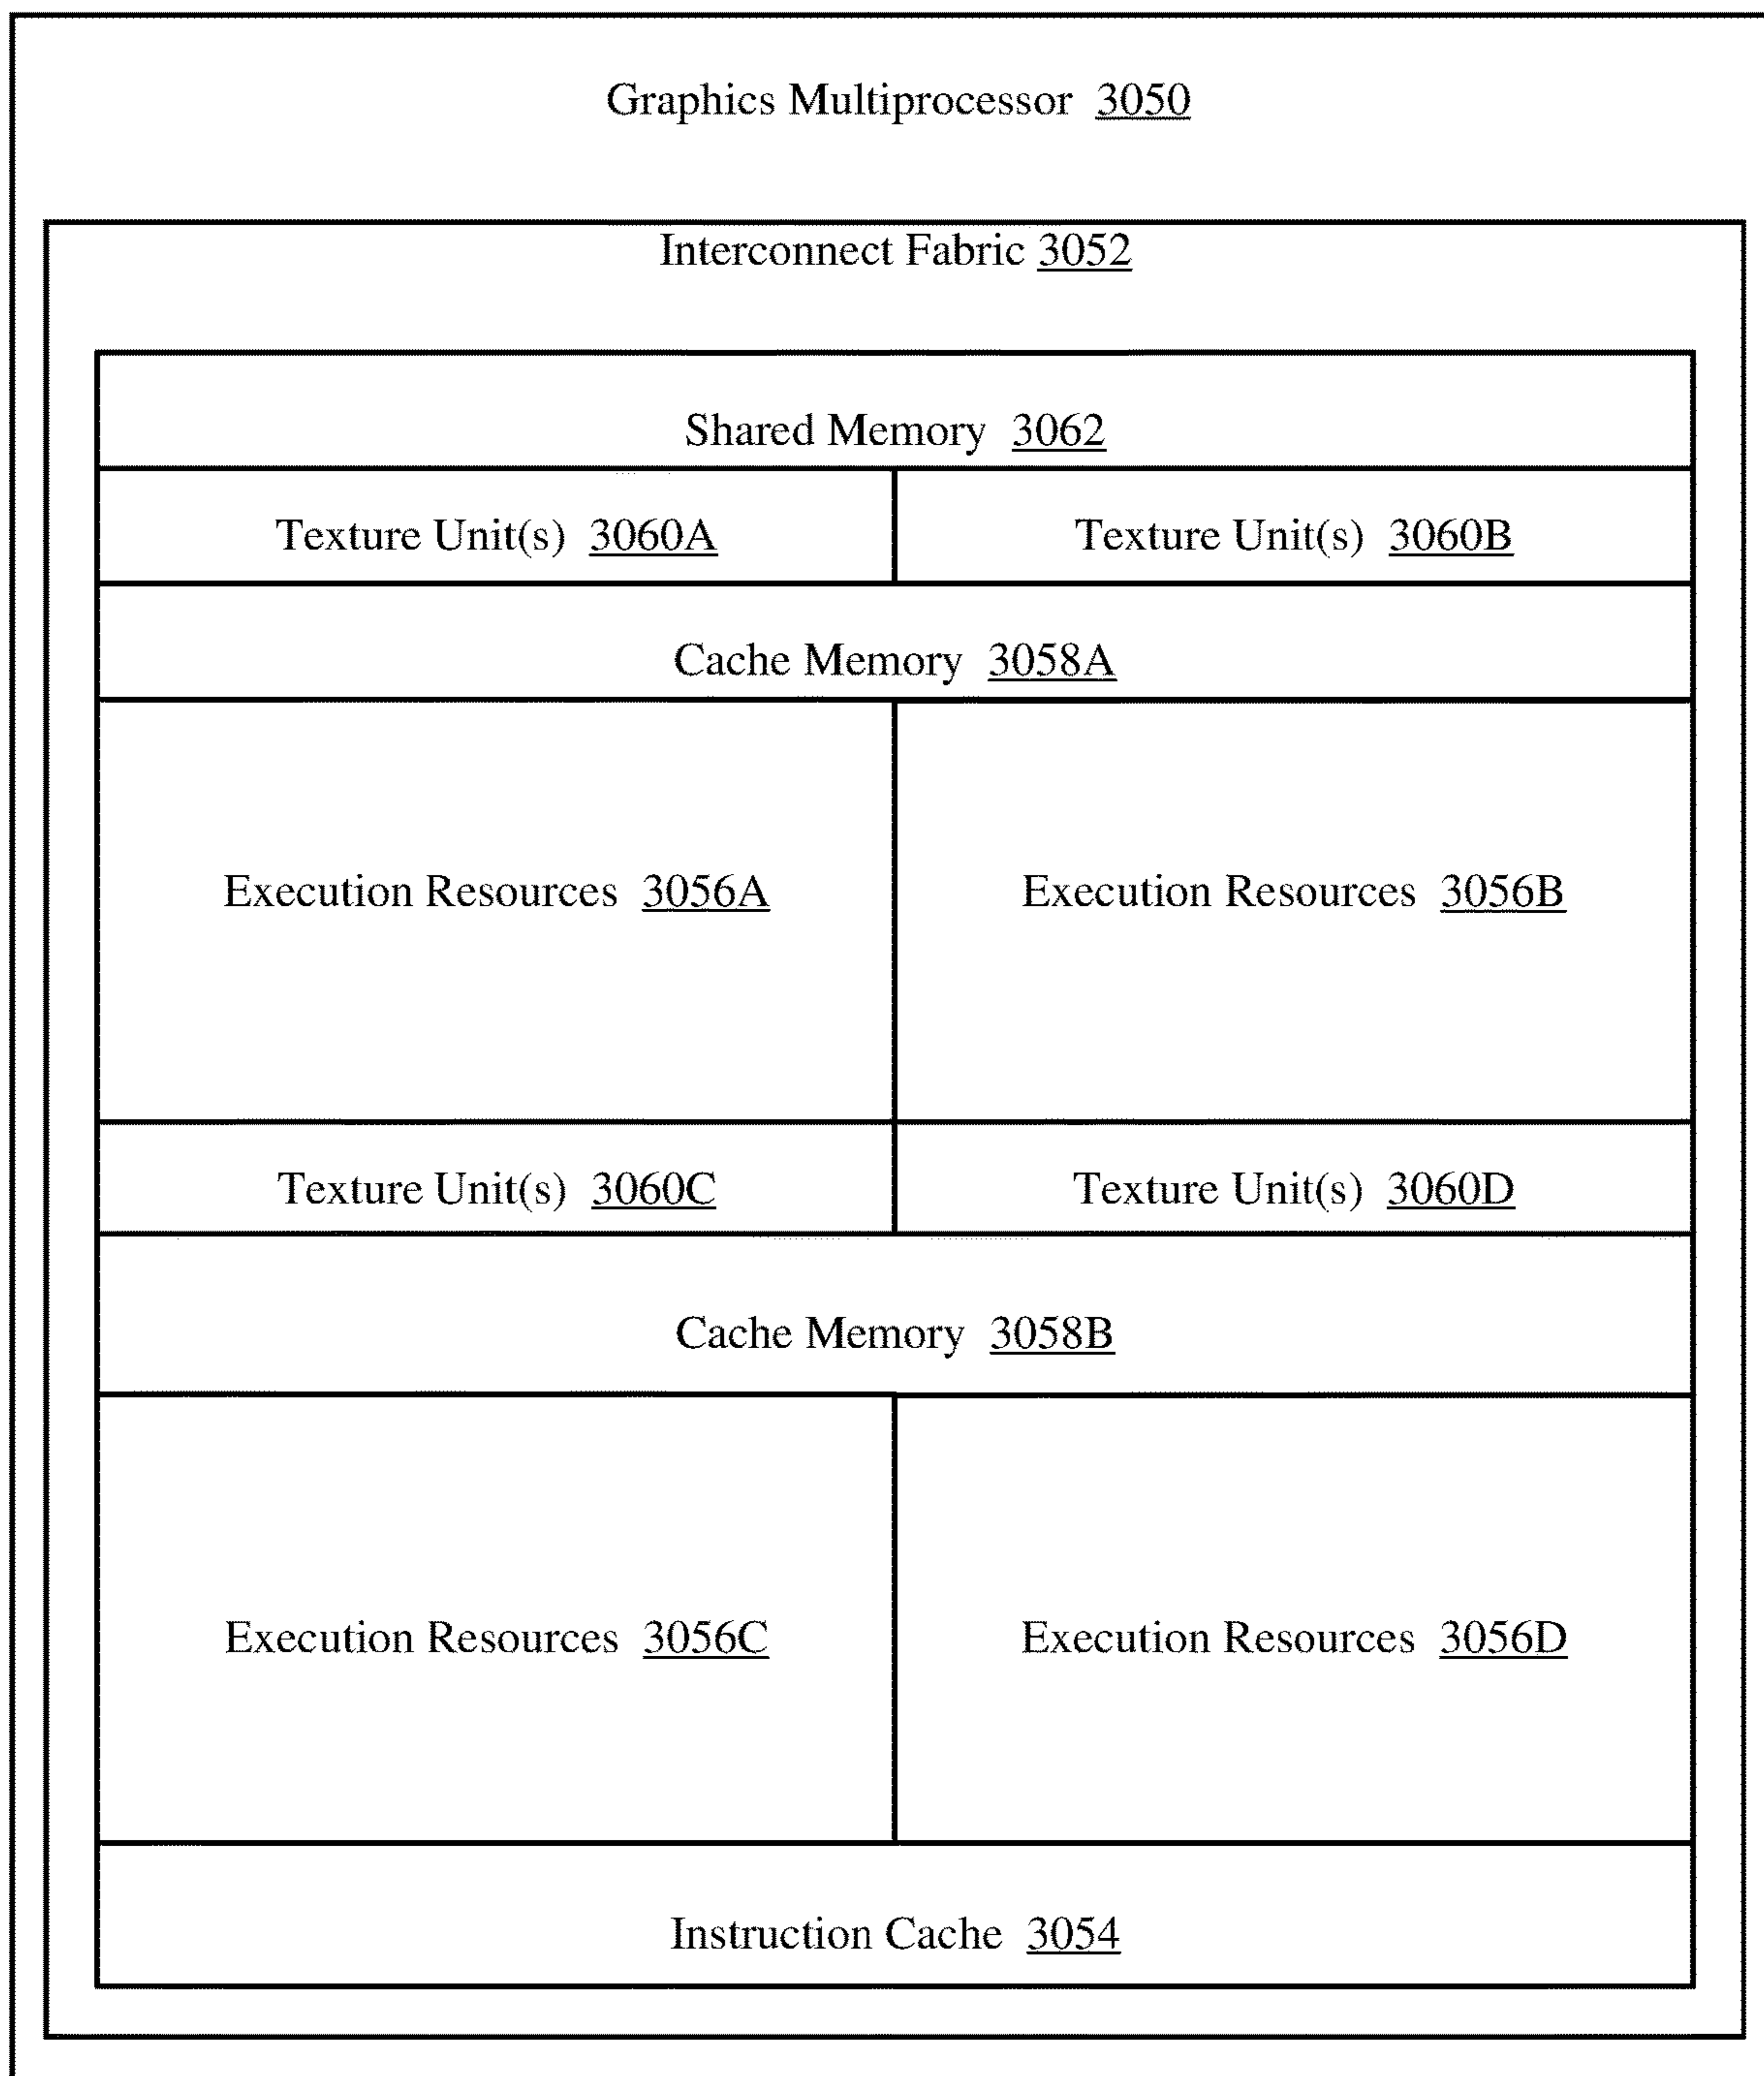 Graphics Multiprocessor 3050
Interconnect Fabric 3052
Shared Memory 3062
Texture Unit(s) 3060A
Texture Unit(s) 3060B
Cache Memory 3058A
Execution Resources 3056A
Execution Resources 3056B
Texture Unit(s) 3060C
Texture Unit(s) 3060D
Cache Memory 3058B
Execution Resources 3056C
Execution Resources 3056D
Instruction Cache 3054